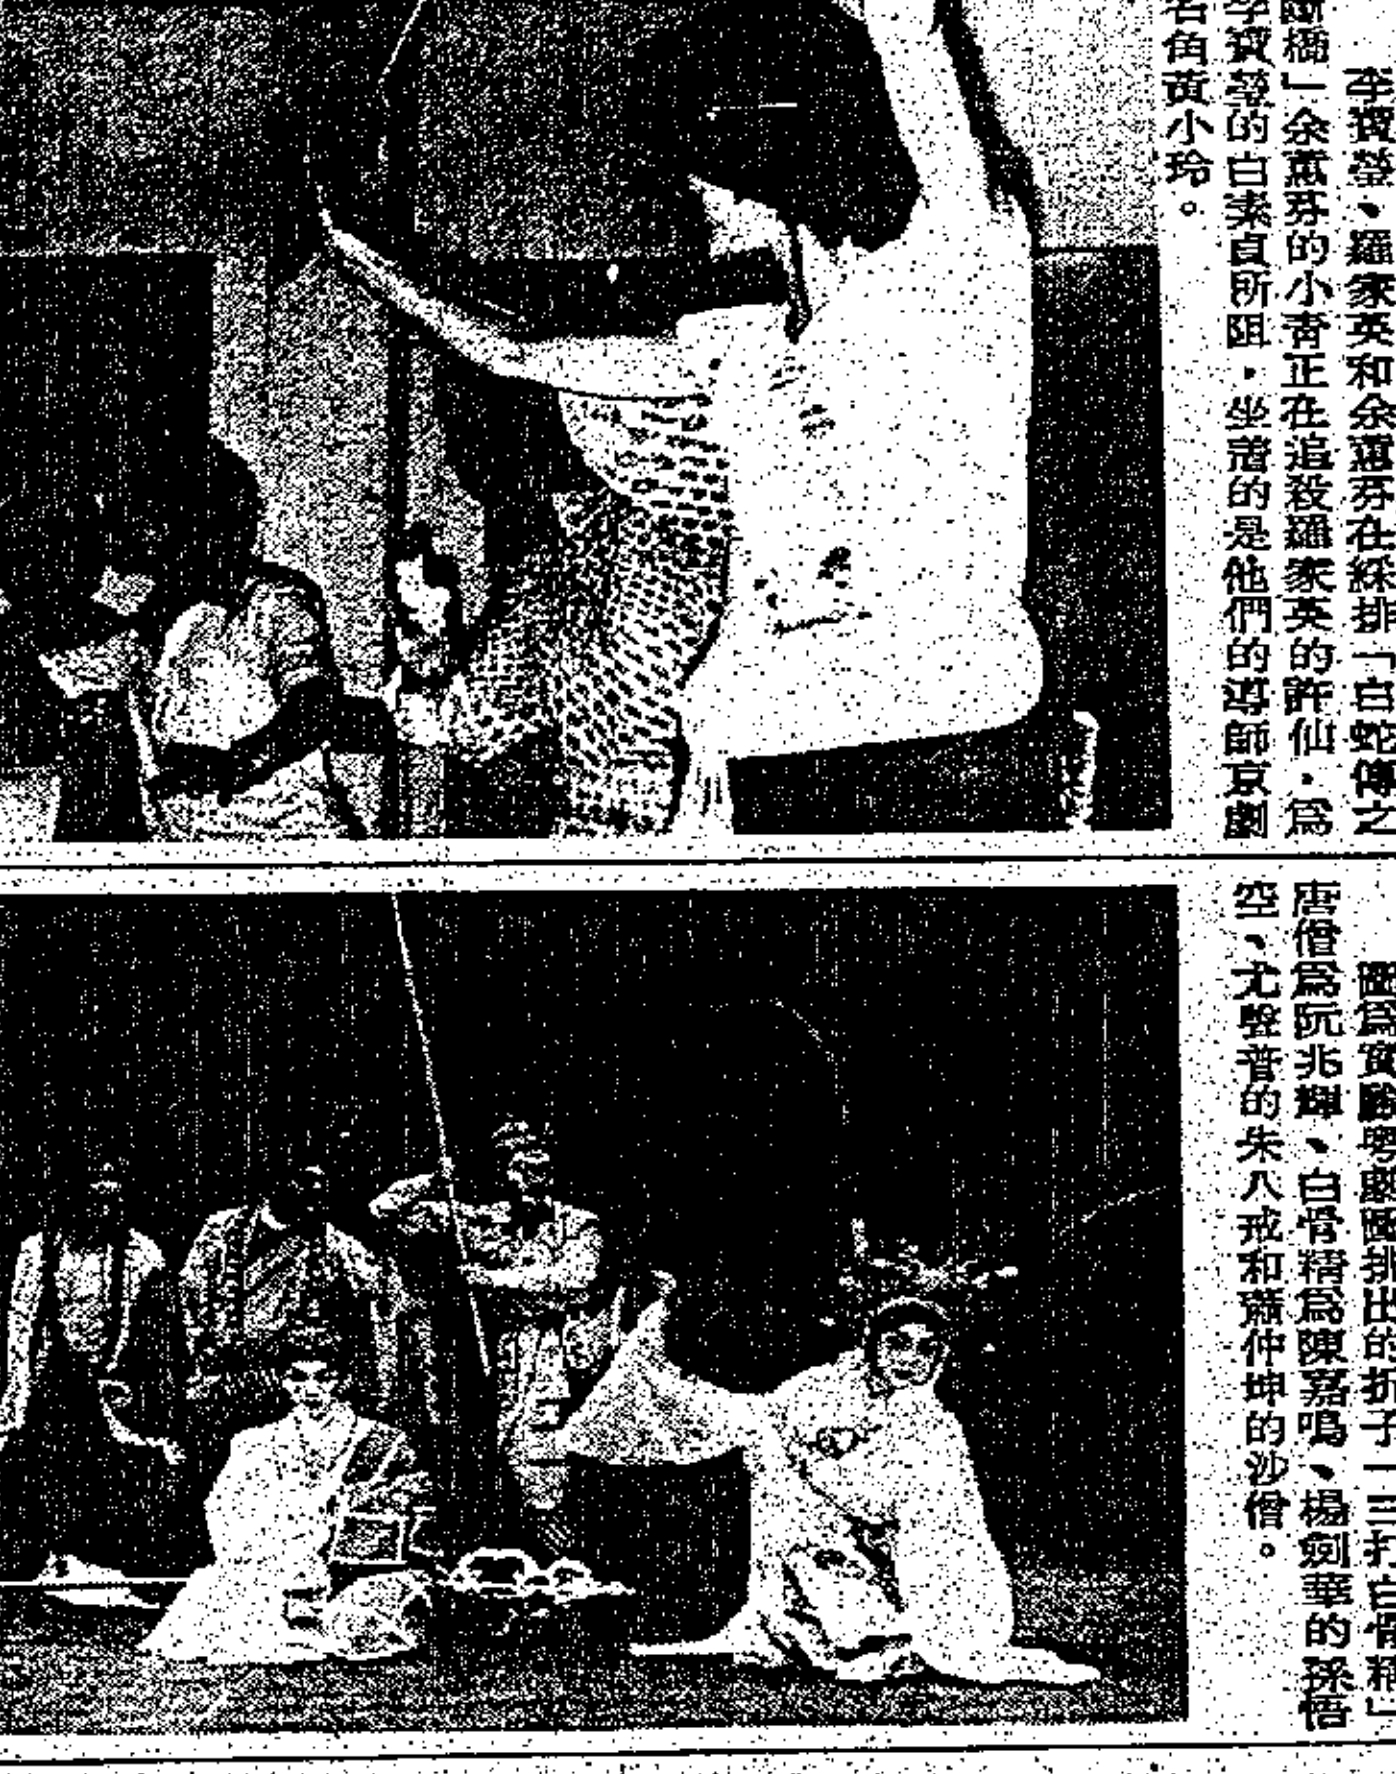 李寶瑩、羅家英和余蕙芬在綵排「白蛇傳之
斷橋」余蕙芬的小青正在追殺羅家英的許仙，為
李寶瑩的白素貞所阻，坐著的是他們的導師京劇
名角黃小玲。
圖為實驗粵劇團排出的折子「三打白骨精」
唐僧為阮兆輝、白骨精為陳嘉鳴、楊劍華的孫悟
空、尤聲普的朱八戒和蕭仲坤的沙僧。